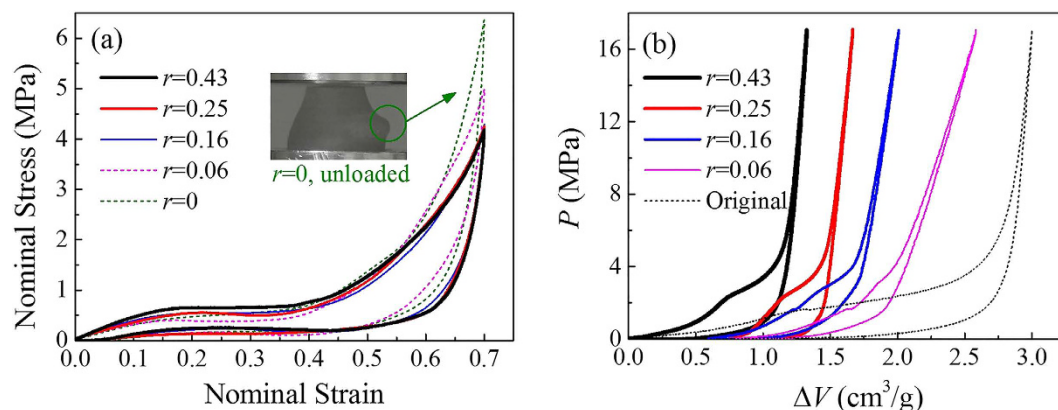 (a)
Nominal Stress (MPa)
6
5
4
3
2
1
0
r=0.43
r=0.25
r=0.16
r=0.06
r=0
r=0, unloaded
0.0 0.1 0.2 0.3 0.4 0.5 0.6 0.7
Nominal Strain
(b)
P (MPa)
16
12
8
4
0
r=0.43
r=0.25
r=0.16
r=0.06
Original
0.0 0.5 1.0 1.5 2.0 2.5 3.0
ΔV (cm³/g)